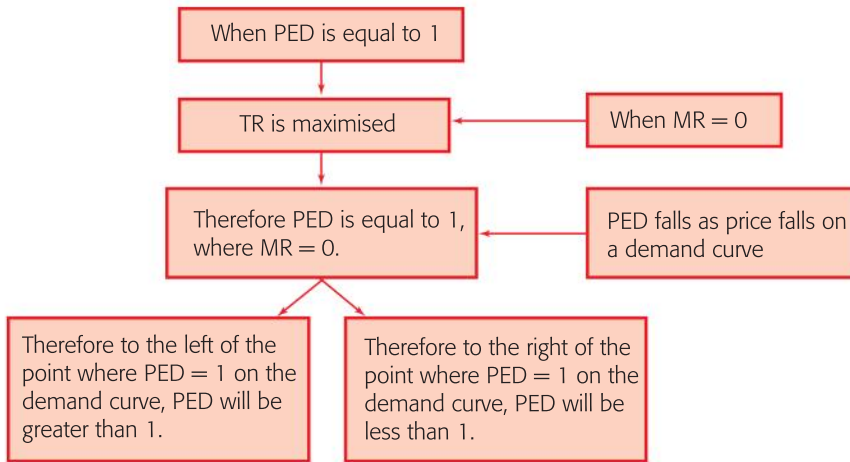 When PED is equal to 1
TR is maximised
When MR = 0
Therefore PED is equal to 1,
where MR = 0.
PED falls as price falls on
a demand curve
Therefore to the left of the
point where PED = 1 on the
demand curve, PED will be
greater than 1.
Therefore to the right of the
point where PED = 1 on the
demand curve, PED will be
less than 1.